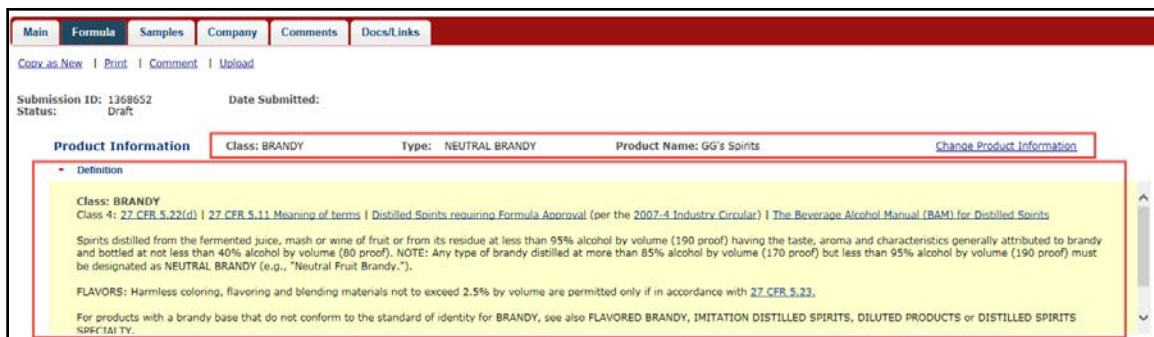 Main Formula Samples Company Comments Docs/Links
Copy as New | Print | Comment | Upload
Submission ID: 1368652 Date Submitted:
Status: Draft
Product Information Class: BRANDY Type: NEUTRAL BRANDY Product Name: GG's Spirits Change Product Information
Definition
Class: BRANDY
Class 4: 27 CFR 5.22(d) | 27 CFR 5.11 Meaning of terms | Distilled Spirits requiring Formula Approval (per the 2007-4 Industry Circular) | The Beverage Alcohol Manual (BAM) for Distilled Spirits
Spirits distilled from the fermented juice, mash or wine of fruit or from its residue at less than 95% alcohol by volume (190 proof) having the taste, aroma and characteristics generally attributed to brandy
and bottled at not less than 40% alcohol by volume (80 proof). NOTE: Any type of brandy distilled at more than 85% alcohol by volume (170 proof) but less than 95% alcohol by volume (190 proof) must
be designated as NEUTRAL BRANDY (e.g., "Neutral Fruit Brandy.").
FLAVORS: Harmless coloring, flavoring and blending materials not to exceed 2.5% by volume are permitted only if in accordance with 27 CFR 5.23.
For products with a brandy base that do not conform to the standard of identity for BRANDY, see also FLAVORED BRANDY, IMITATION DISTILLED SPIRITS, DILUTED PRODUCTS or DISTILLED SPIRITS
SPECIALTY.